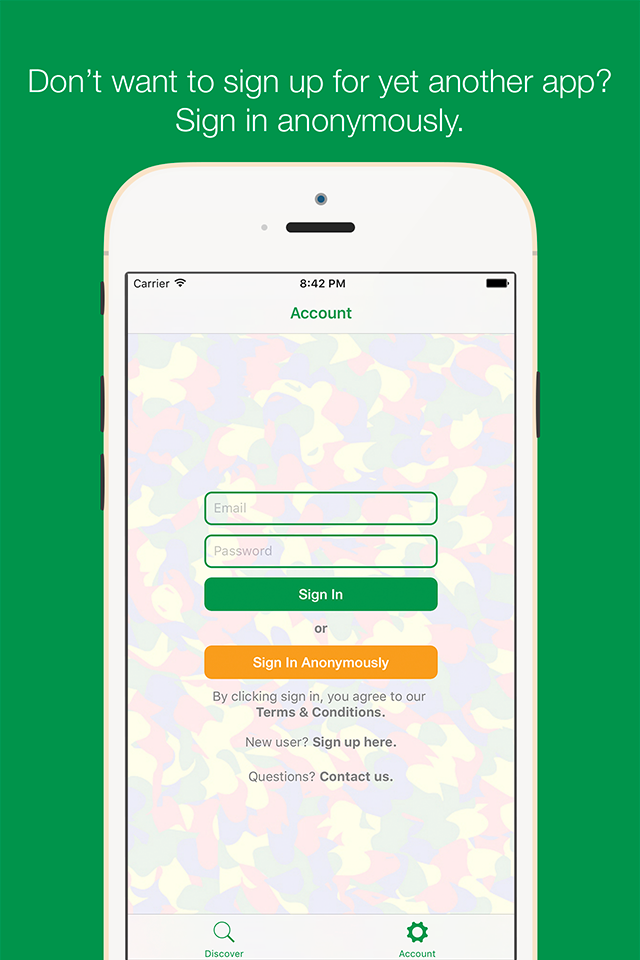 Don't want to sign up for yet another app?
Sign in anonymously.
Carrier 8:42 PM
Account
Email
Password
Sign In
or
Sign In Anonymously
By clicking sign in, you agree to our
Terms & Conditions.
New user? Sign up here.
Questions? Contact us.
Discover Account